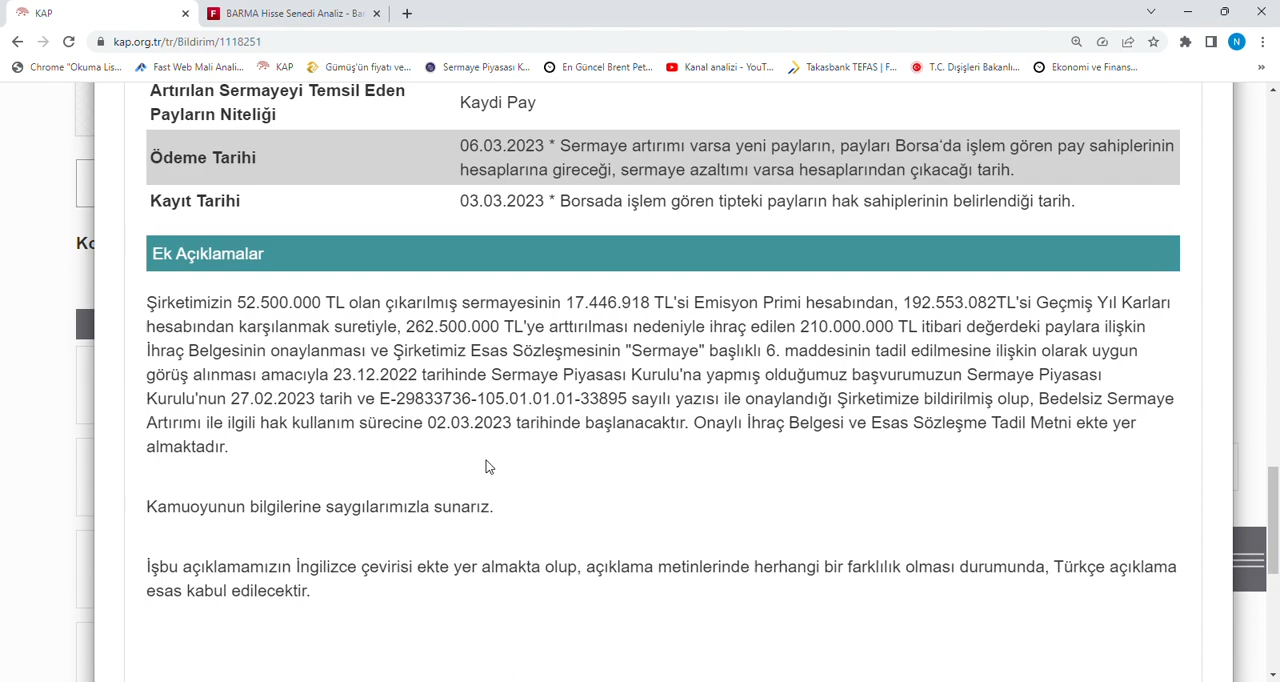 KAP
BARMA Hisse Senedi Analiz - Ba
kap.org.tr/tr/Bildirim/1118251
N
Chrome "Okuma Lis...
Fast Web Mali Anali...
KAP
Gümüş'ün fiyatı ve...
Sermaye Piyasası K...
En Güncel Brent Pet...
Kanal analizi - YouT...
Takasbank TEFAS | F...
T.C. Dışişleri Bakanlı...
Ekonomi ve Finans...
Artırılan Sermayeyi Temsil Eden
Payların Niteliği
Kaydi Pay
Ödeme Tarihi
06.03.2023 * Sermaye artırımı varsa yeni payların, payları Borsa'da işlem gören pay sahiplerinin
hesaplarına gireceği, sermaye azaltımı varsa hesaplarından çıkacağı tarih.
Kayıt Tarihi
03.03.2023 * Borsada işlem gören tipteki payların hak sahiplerinin belirlendiği tarih.
Ko
Ek Açıklamalar
Şirketimizin 52.500.000 TL olan çıkarılmış sermayesinin 17.446.918 TL'si Emisyon Primi hesabından, 192.553.082TL'si Geçmiş Yıl Karları
hesabından karşılanmak suretiyle, 262.500.000 TL'ye arttırılması nedeniyle ihraç edilen 210.000.000 TL itibari değerdeki paylara ilişkin
İhraç Belgesinin onaylanması ve Şirketimiz Esas Sözleşmesinin "Sermaye" başlıklı 6. maddesinin tadil edilmesine ilişkin olarak uygun
görüş alınması amacıyla 23.12.2022 tarihinde Sermaye Piyasası Kurulu'na yapmış olduğumuz başvurumuzun Sermaye Piyasası
Kurulu'nun 27.02.2023 tarih ve E-29833736-105.01.01.01-33895 sayılı yazısı ile onaylandığı Şirketimize bildirilmiş olup, Bedelsiz Sermaye
Artırımı ile ilgili hak kullanım sürecine 02.03.2023 tarihinde başlanacaktır. Onaylı İhraç Belgesi ve Esas Sözleşme Tadil Metni ekte yer
almaktadır.
Kamuoyunun bilgilerine saygılarımızla sunarız.
İşbu açıklamamızın İngilizce çevirisi ekte yer almakta olup, açıklama metinlerinde herhangi bir farklılık olması durumunda, Türkçe açıklama
esas kabul edilecektir.